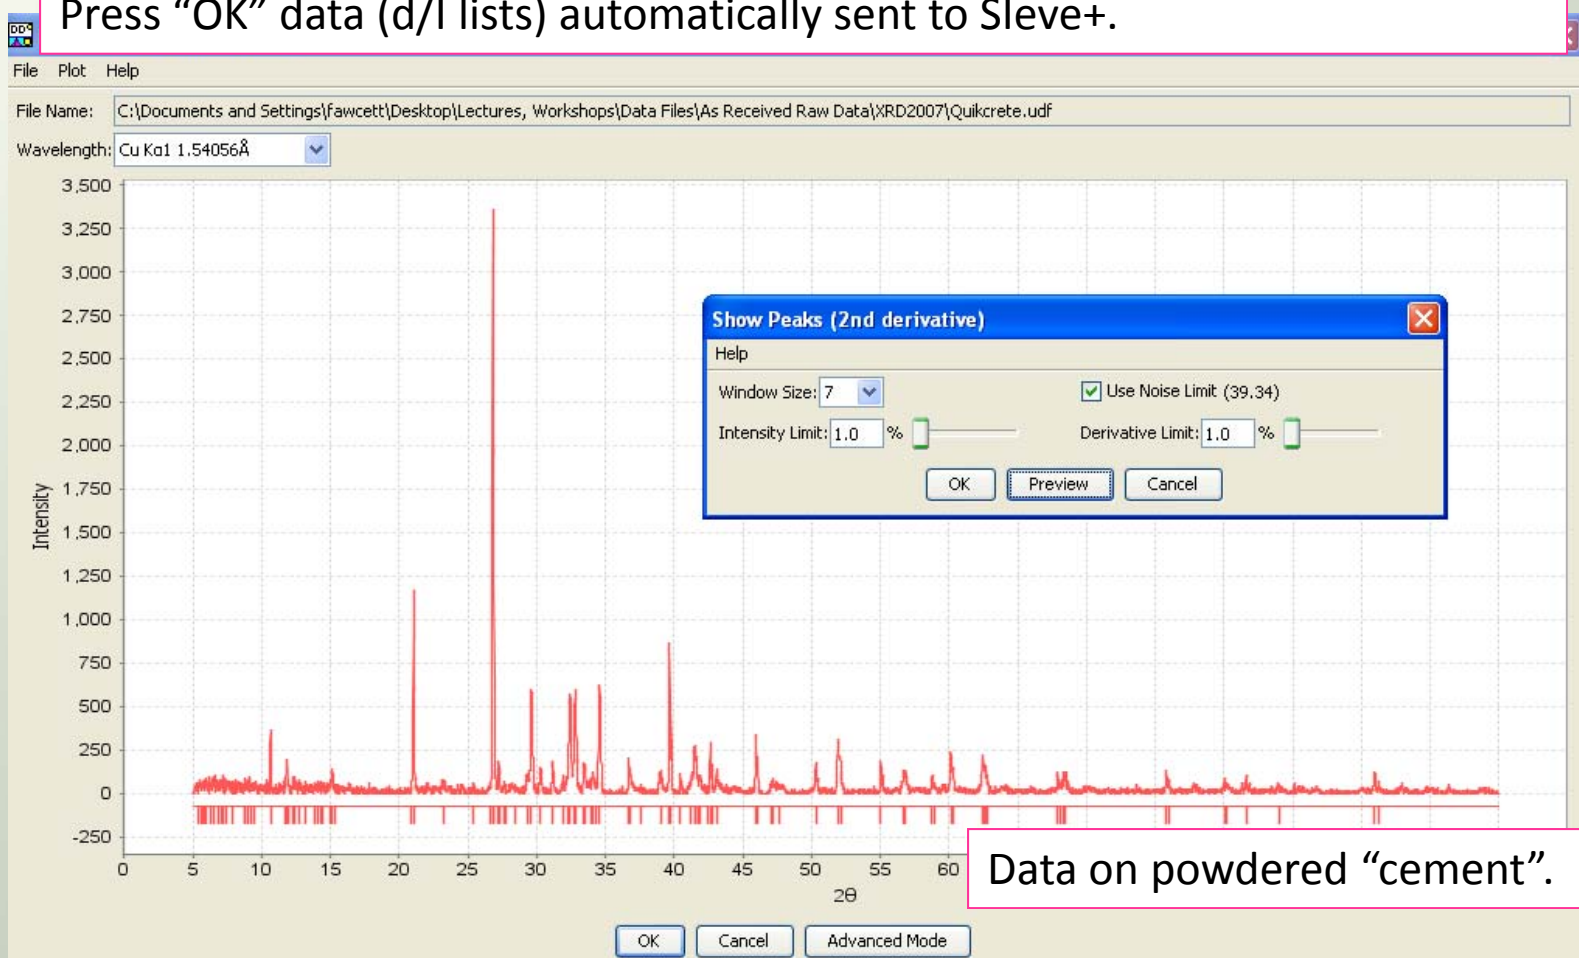 Press “OK” data (d/I lists) automatically sent to SIeve+.
File Plot Help
File Name: C:\Documents and Settings\fawcett\Desktop\Lectures, Workshops\Data Files\As Received Raw Data\XRD2007\Quikcrete.udf
Wavelength: Cu Kα1 1.54056Å
3,500
3,250
3,000
2,750
2,500
2,250
2,000
1,750
1,500
1,250
1,000
750
500
250
0
-250
Intensity
Show Peaks (2nd derivative)
Help
Window Size: 7 Use Noise Limit (39.34)
Intensity Limit: 1.0 % Derivative Limit: 1.0 %
OK Preview Cancel
0 5 10 15 20 25 30 35 40 45 50 55 60
2θ
Data on powdered “cement”.
OK Cancel Advanced Mode